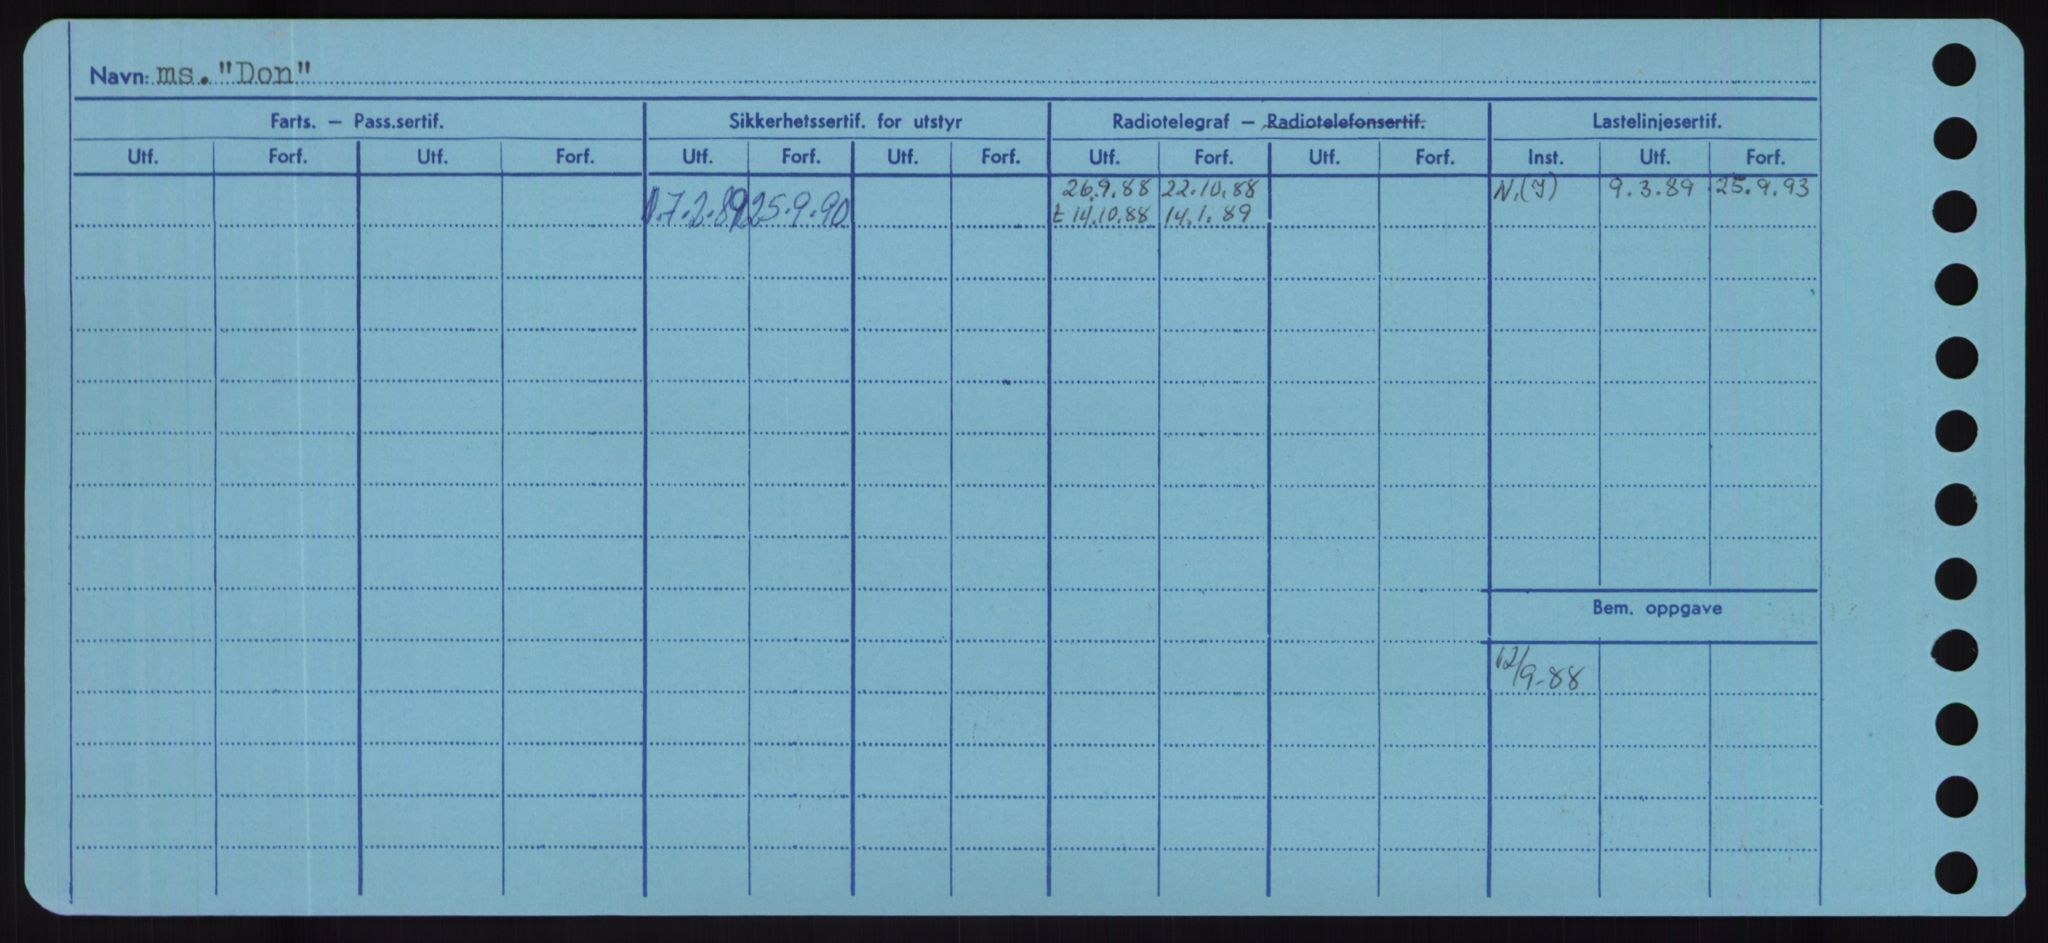 Navn: ms. "Don"
Farts. — Pass.sertif. Sikkerhetssertif. for utstyr Radiotelegraf — Radiotelefonsertif. Lastelinjesertif.
Utf. Forf. Utf. Forf. Utf. Forf. Utf. Forf. Utf. Forf. Utf. Forf. Inst. Utf. Forf.
26.9.88 22.10.88 N.(I) 9.3.89 25.9.93
7.2.89 25.9.90 t 14.10.88 14.1.89
Bem. oppgave
12/9-88